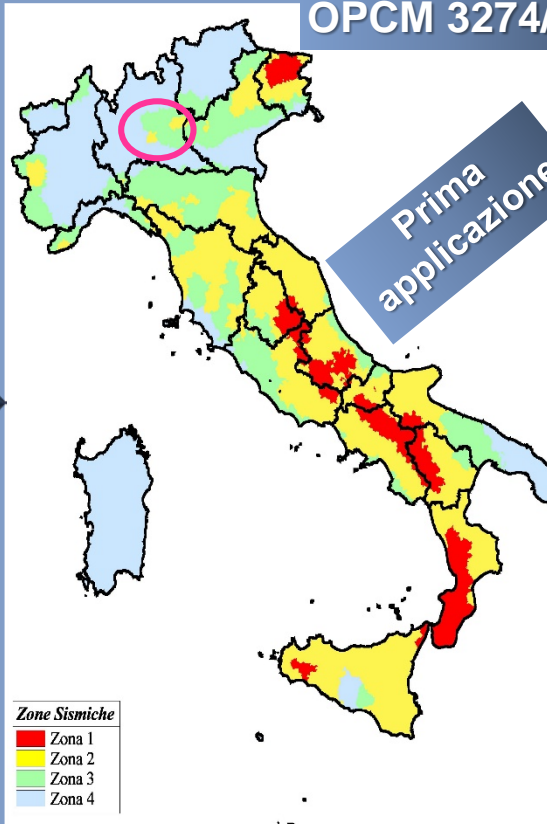 OPCM 3274/
Prima
applicazione
Zone Sismiche
Zona 1
Zona 2
Zona 3
Zona 4